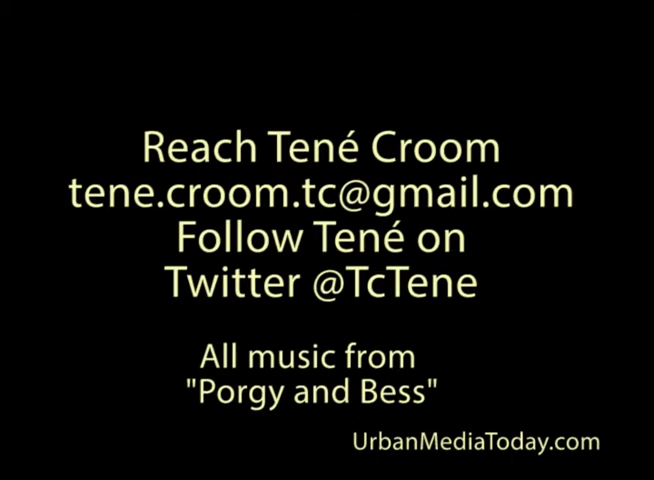 Reach Tené Croom
tene.croom.tc@gmail.com
Follow Tené on
Twitter @TcTene
All music from
"Porgy and Bess"
UrbanMediaToday.com